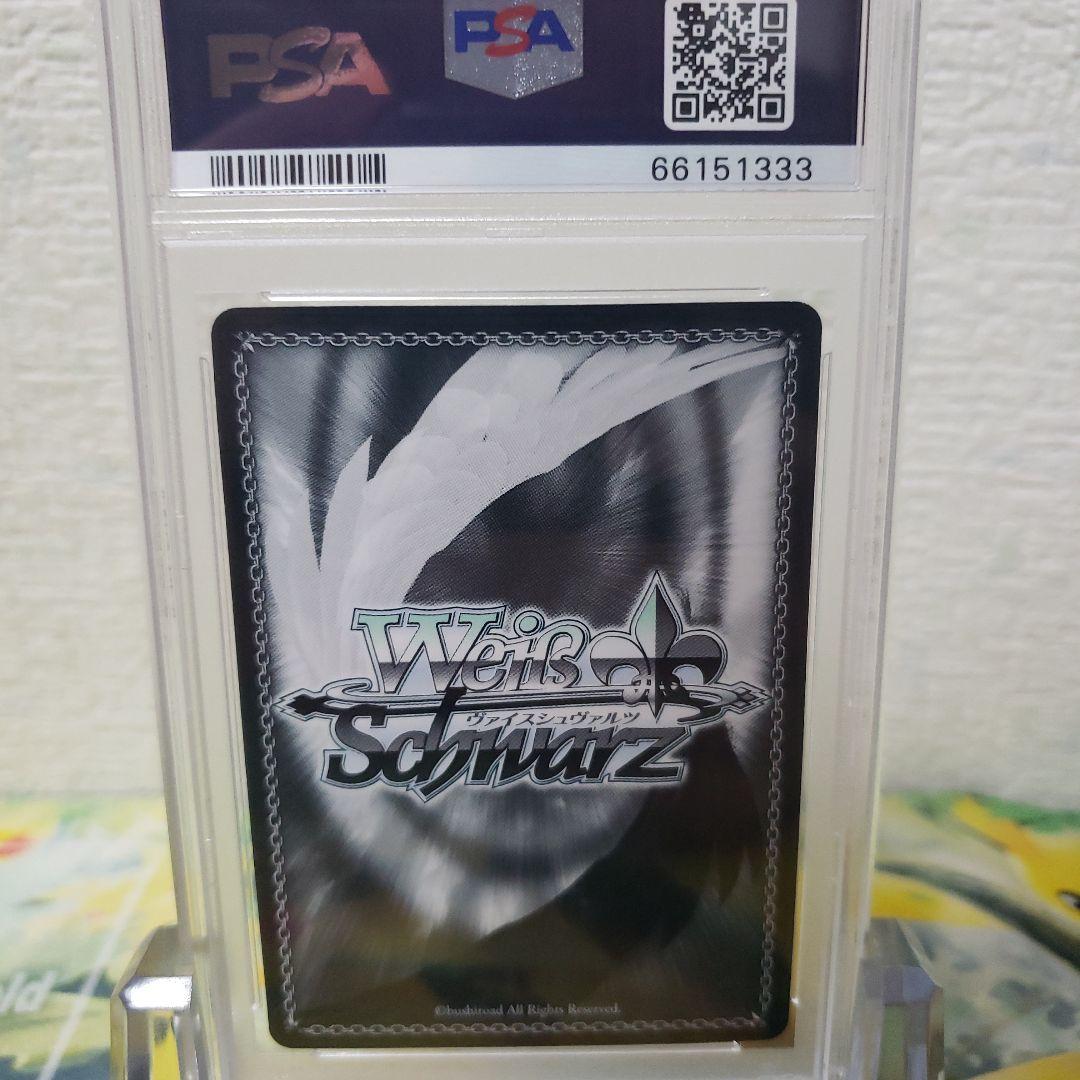 PSA
PSA
66151333
Weiß
ヴァイスシュヴァルツ
Schwarz
©bushiroad All Rights Reserved.